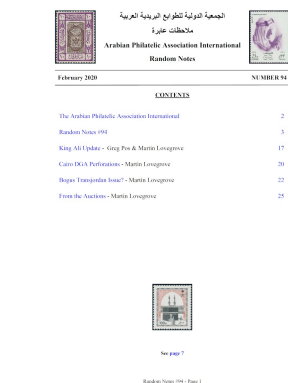 الجمعية الدولية للطوابع البريدية العربية
ملاحظات عابرة
Arabian Philatelic Association International
Random Notes
February 2020 NUMBER 94
CONTENTS
The Arabian Philatelic Association International 2
Random Notes #94 3
King Ali Update - Greg Pos & Martin Lovegrove 17
Cairo DGA Perforations - Martin Lovegrove 20
Bogus Transjordan Issue? - Martin Lovegrove 22
From the Auctions - Martin Lovegrove 25
See page 7
Random Notes #94 - Page 1